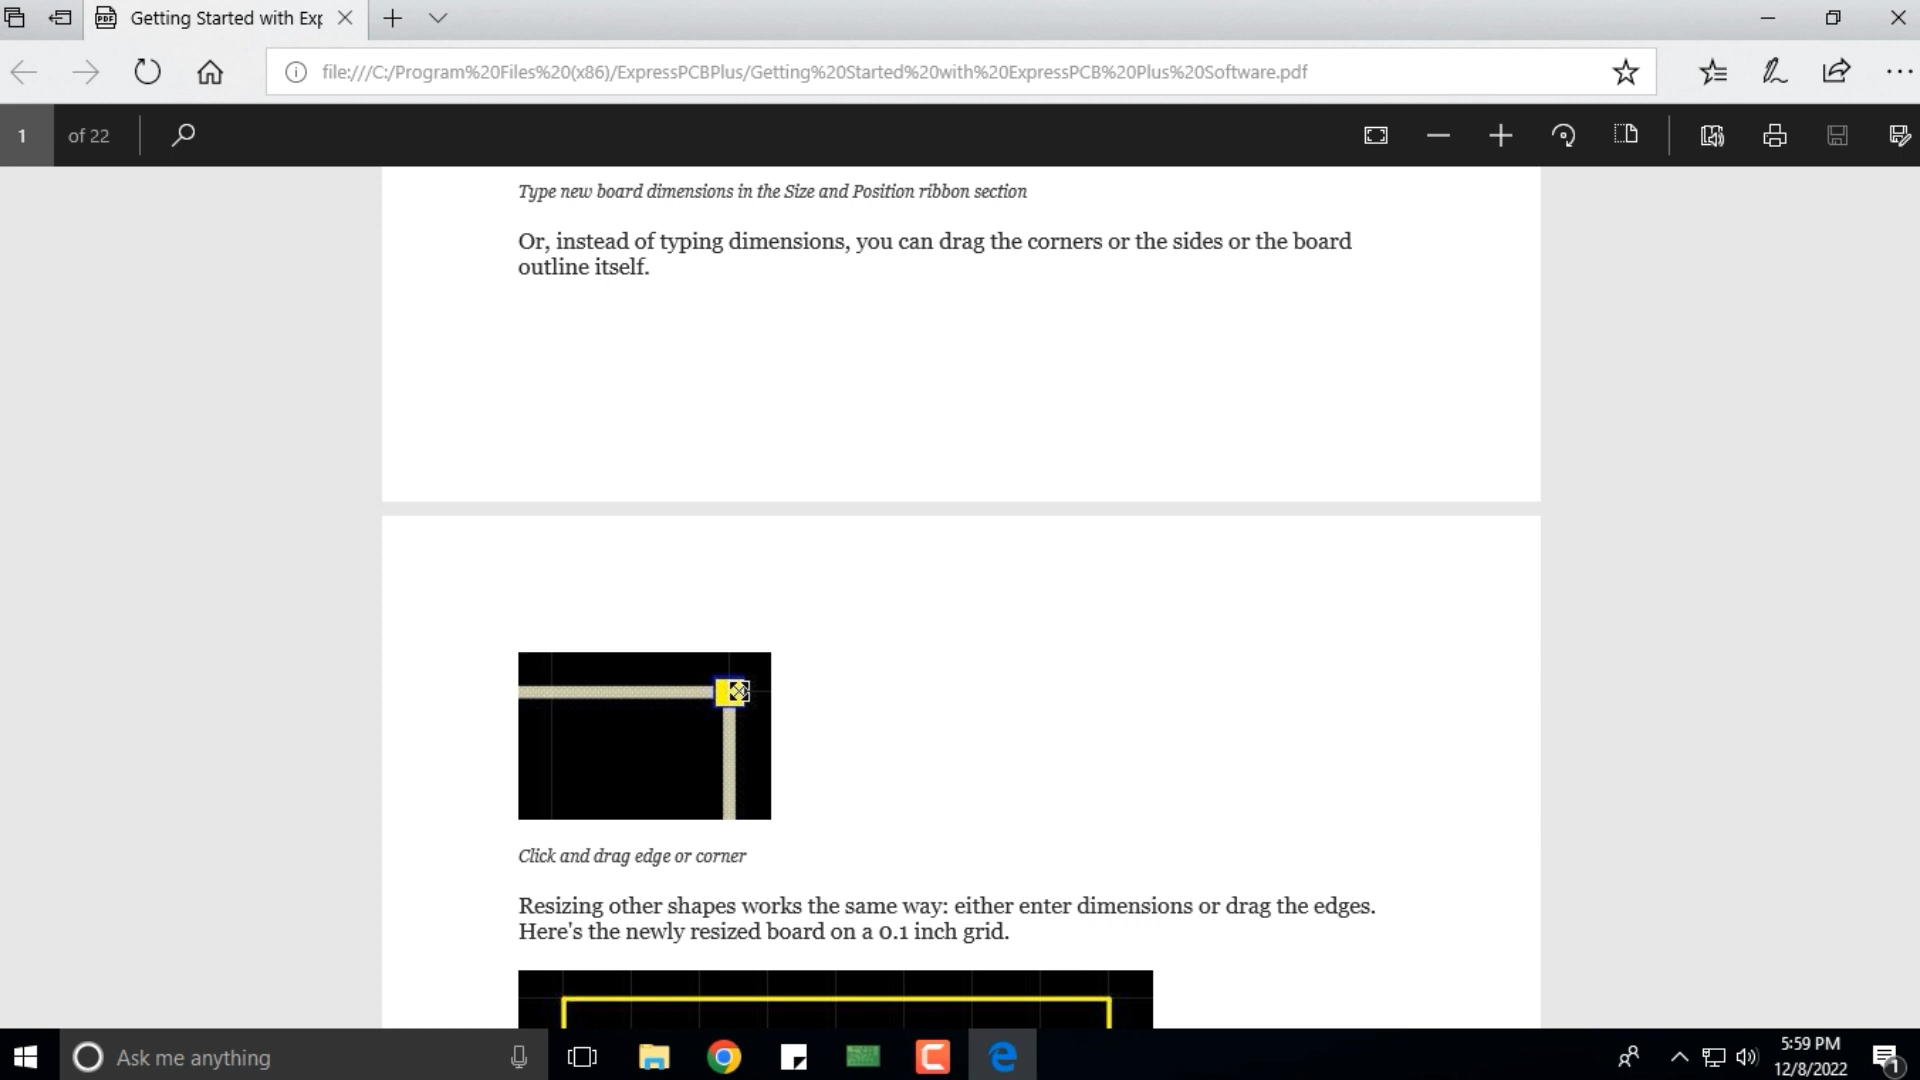 Getting Started with Exp
file:///C:/Program%20Files%20(x86)/ExpressPCBPlus/Getting%20Started%20with%20ExpressPCB%20Plus%20Software.pdf
1 of 22
Type new board dimensions in the Size and Position ribbon section
Or, instead of typing dimensions, you can drag the corners or the sides or the board
outline itself.
Click and drag edge or corner
Resizing other shapes works the same way: either enter dimensions or drag the edges.
Here's the newly resized board on a 0.1 inch grid.
Ask me anything
5:59 PM
12/8/2022
1